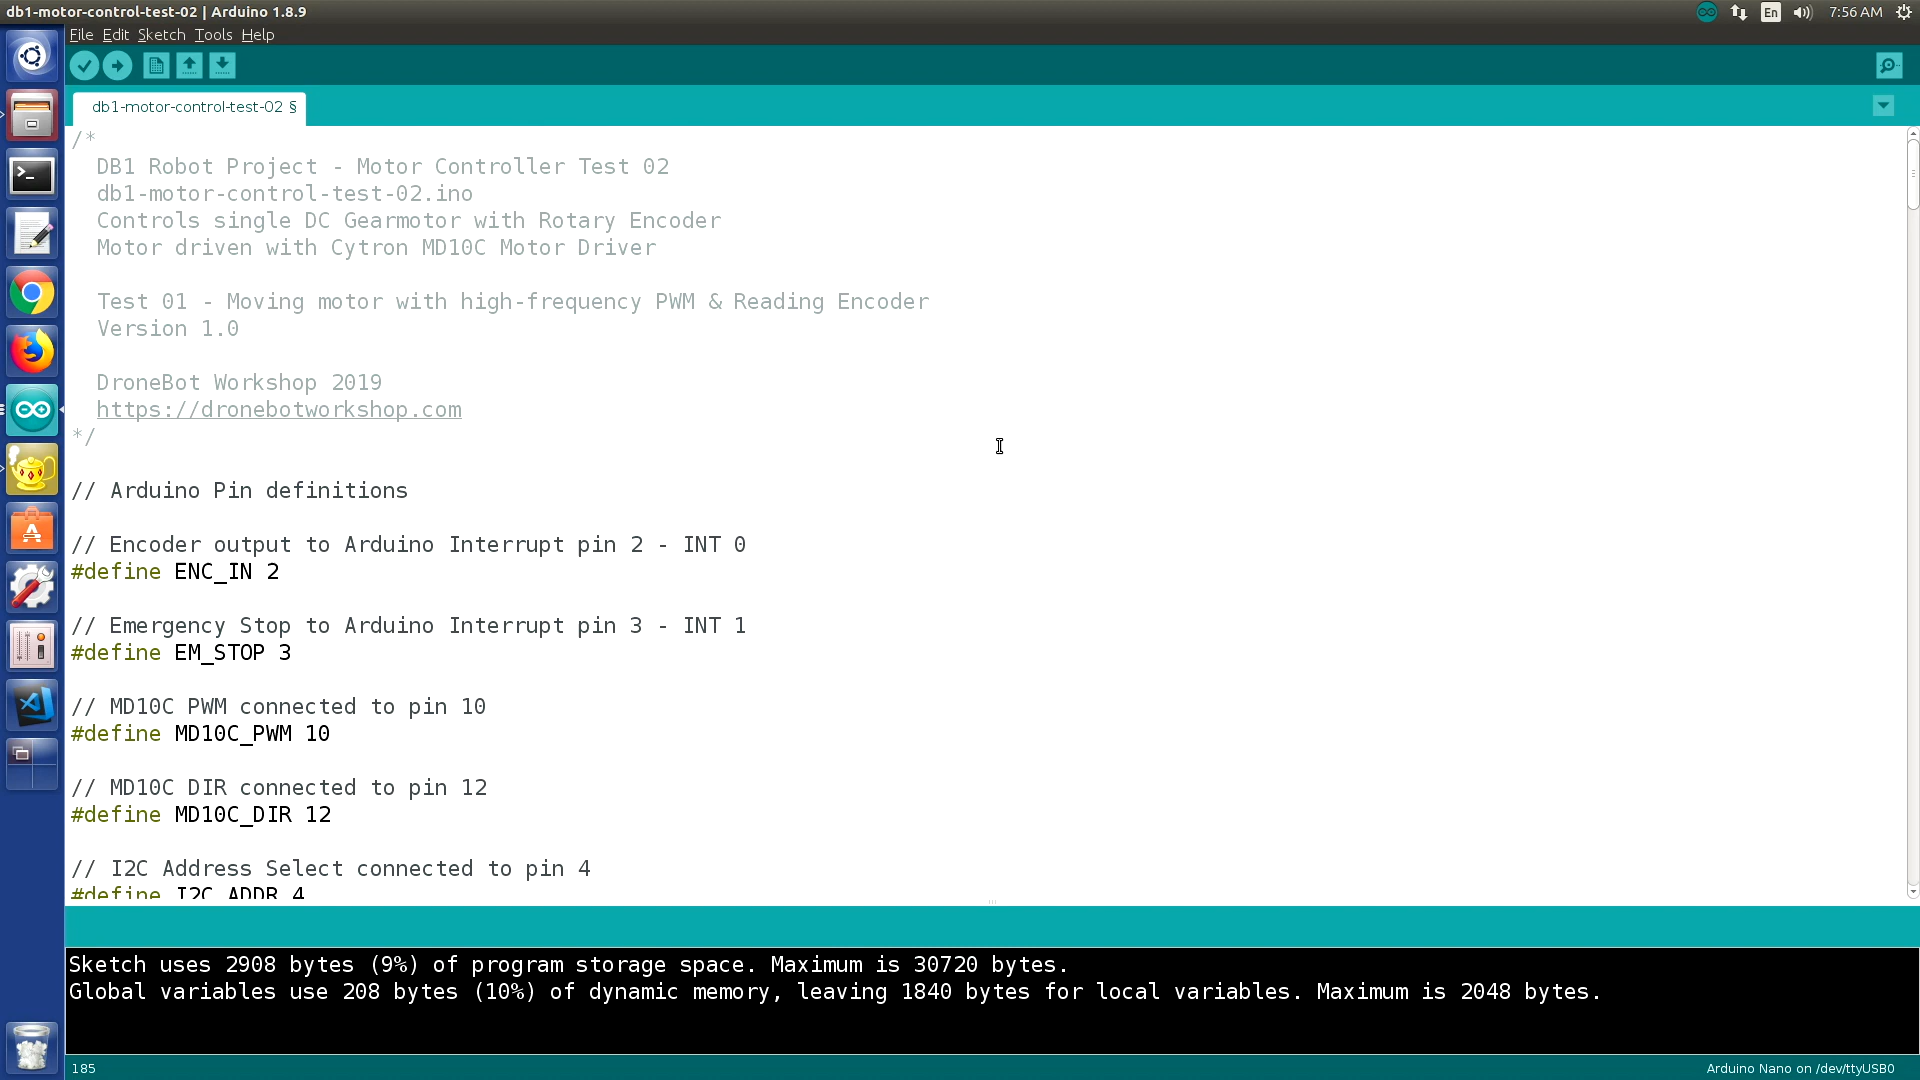 db1-motor-control-test-02 | Arduino 1.8.9
En
7:56 AM
File Edit Sketch Tools Help
db1-motor-control-test-02 §
/*
DB1 Robot Project - Motor Controller Test 02
db1-motor-control-test-02.ino
Controls single DC Gearmotor with Rotary Encoder
Motor driven with Cytron MD10C Motor Driver
Test 01 - Moving motor with high-frequency PWM & Reading Encoder
Version 1.0
DroneBot Workshop 2019
https://dronebotworkshop.com
*/
// Arduino Pin definitions
// Encoder output to Arduino Interrupt pin 2 - INT 0
#define ENC_IN 2
// Emergency Stop to Arduino Interrupt pin 3 - INT 1
#define EM_STOP 3
// MD10C PWM connected to pin 10
#define MD10C_PWM 10
// MD10C DIR connected to pin 12
#define MD10C_DIR 12
// I2C Address Select connected to pin 4
#define I2C_ADDR 4
Sketch uses 2908 bytes (9%) of program storage space. Maximum is 30720 bytes.
Global variables use 208 bytes (10%) of dynamic memory, leaving 1840 bytes for local variables. Maximum is 2048 bytes.
185
Arduino Nano on /dev/ttyUSB0